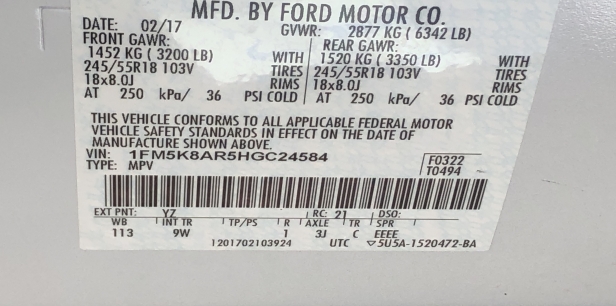 MFD. BY FORD MOTOR CO.
DATE: 02/17 GVWR: 2877 KG ( 6342 LB)
FRONT GAWR: REAR GAWR:
1452 KG ( 3200 LB) WITH 1520 KG ( 3350 LB) WITH
245/55R18 103V TIRES 245/55R18 103V TIRES
18x8.0J RIMS 18x8.0J RIMS
AT 250 kPa/ 36 PSI COLD AT 250 kPa/ 36 PSI COLD
THIS VEHICLE CONFORMS TO ALL APPLICABLE FEDERAL MOTOR
VEHICLE SAFETY STANDARDS IN EFFECT ON THE DATE OF
MANUFACTURE SHOWN ABOVE.
VIN: 1FM5K8AR5HGC24584 F0322
TYPE: MPV T0494
EXT PNT: YZ RC: 21 DSO:
WB INT TR TP/PS R AXLE TR SPR
113 9W 1 3J C EEEE
1201702103924 UTC ▽5U5A-1520472-BA